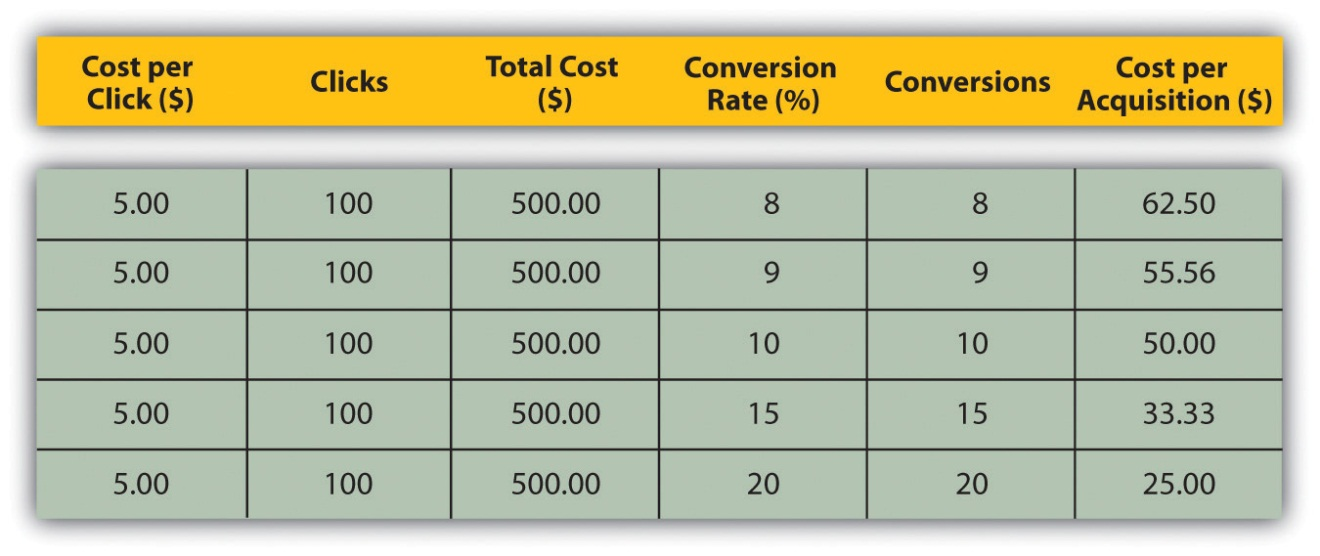 Cost per Click ($) Clicks Total Cost ($) Conversion Rate (%) Conversions Cost per Acquisition ($)
5.00 100 500.00 8 8 62.50
5.00 100 500.00 9 9 55.56
5.00 100 500.00 10 10 50.00
5.00 100 500.00 15 15 33.33
5.00 100 500.00 20 20 25.00